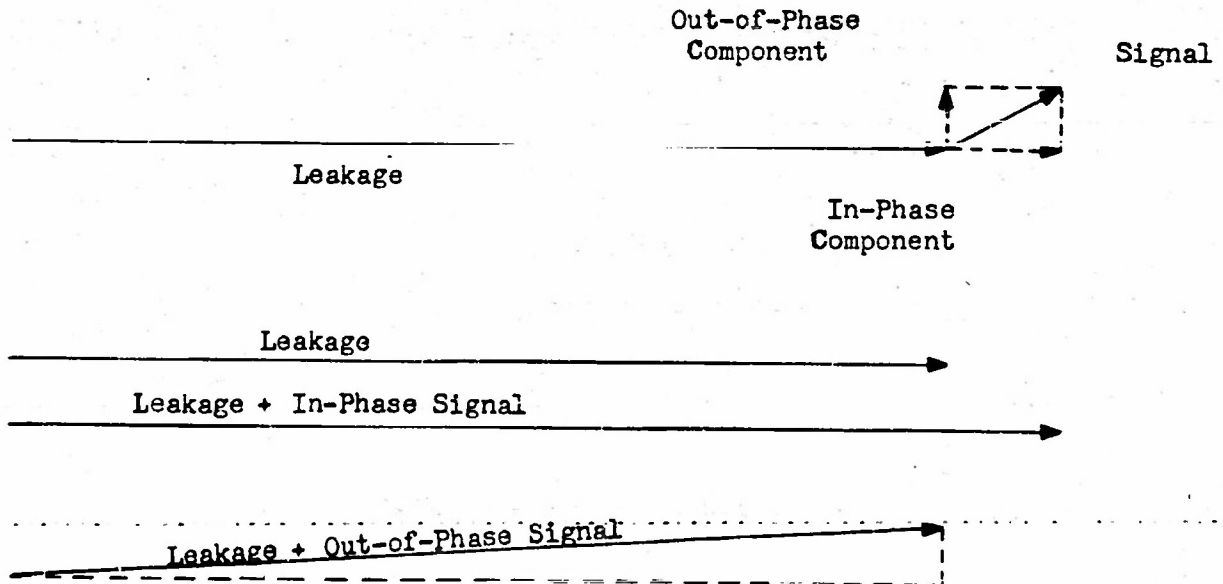 Out-of-Phase
Component
Signal
Leakage
In-Phase
Component
Leakage
Leakage + In-Phase Signal
Leakage + Out-of-Phase Signal